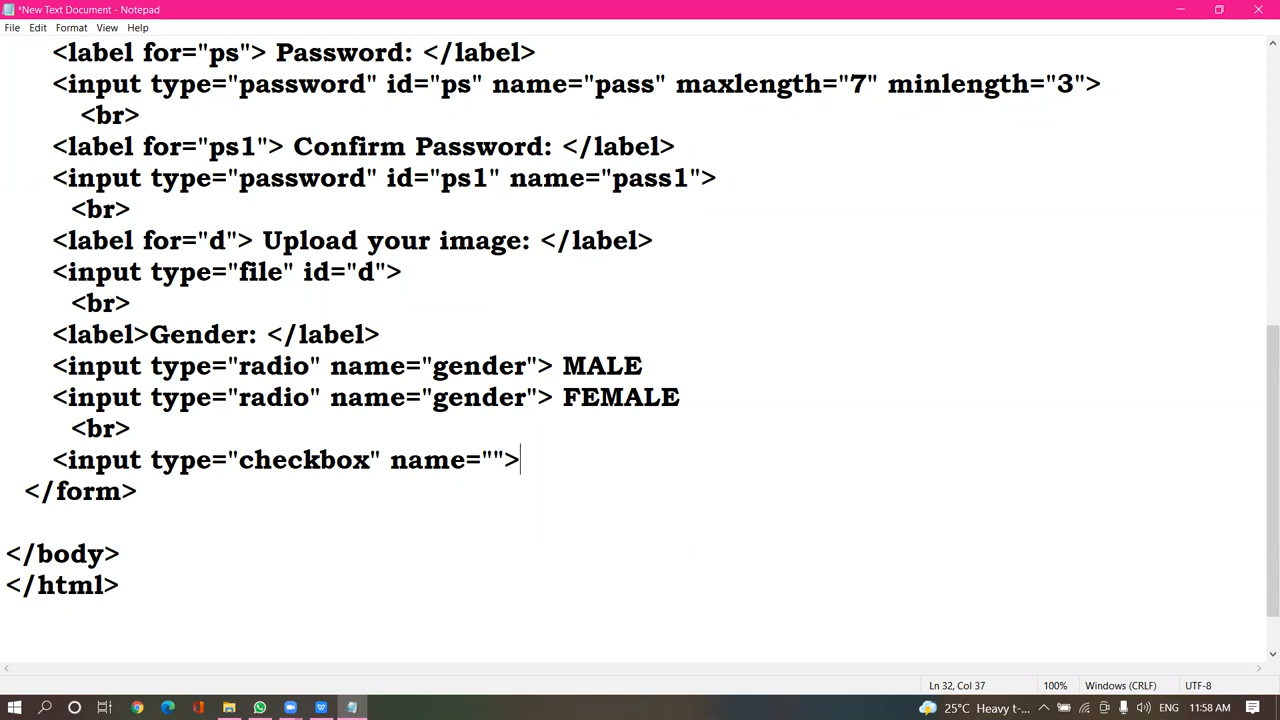 *New Text Document - Notepad
File Edit Format View Help
<label for="ps"> Password: </label>
<input type="password" id="ps" name="pass" maxlength="7" minlength="3">
<br>
<label for="ps1"> Confirm Password: </label>
<input type="password" id="ps1" name="pass1">
<br>
<label for="d"> Upload your image: </label>
<input type="file" id="d">
<br>
<label>Gender: </label>
<input type="radio" name="gender"> MALE
<input type="radio" name="gender"> FEMALE
<br>
<input type="checkbox" name="">
</form>
</body>
</html>
Ln 32, Col 37 100% Windows (CRLF) UTF-8
25°C Heavy t-... ENG 11:58 AM